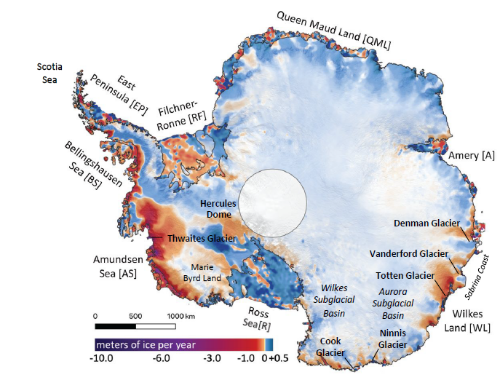 Queen Maud Land [QML]
Scotia
Sea
East
Peninsula [EP]
Filchner-
Ronne [RF]
Bellingshausen
Sea [BS]
Amery [A]
Hercules
Dome
Denman Glacier
Thwaites Glacier
Vanderford Glacier
Amundsen
Sea [AS]
Marie
Byrd Land
Totten Glacier
Sabrina Coast
Wilkes
Subglacial
Basin
Aurora
Subglacial
Basin
Ross
Sea[R]
Wilkes
Land [WL]
0 500 1000 km
Cook
Glacier
Ninnis
Glacier
meters of ice per year
-10.0 -6.0 -3.0 -1.0 0 +0.5